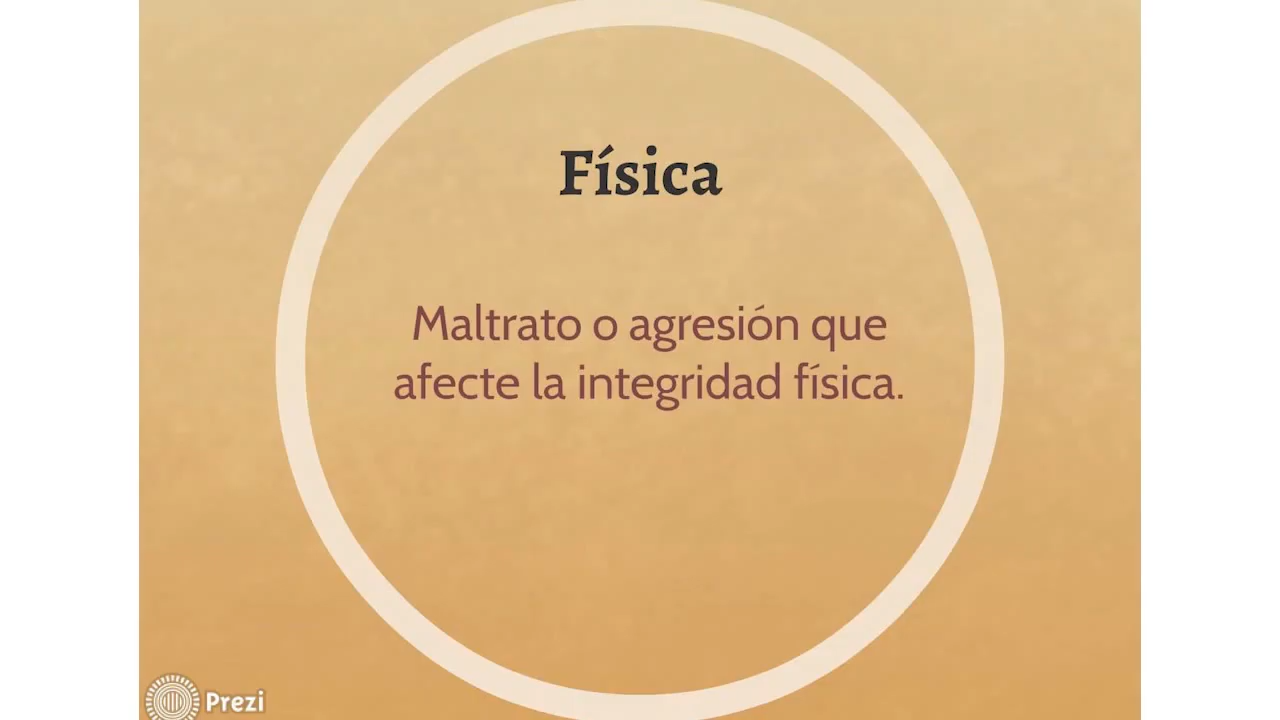 Física
Maltrato o agresión que
afecte la integridad física.
Prezi